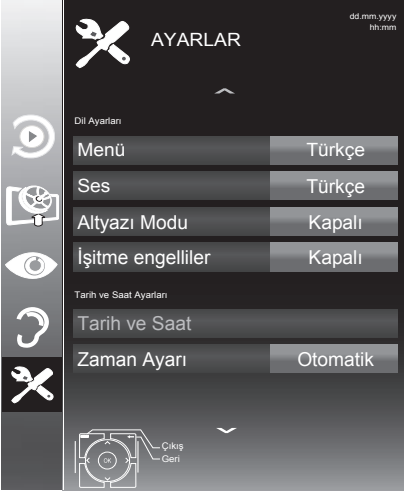 AYARLAR
dd.mm.yyyy
hh:mm
Dil Ayarları
Menü Türkçe
Ses Türkçe
Altyazı Modu Kapalı
İşitme engelliler Kapalı
Tarih ve Saat Ayarları
Tarih ve Saat
Zaman Ayarı Otomatik
Çıkış
Geri
OK